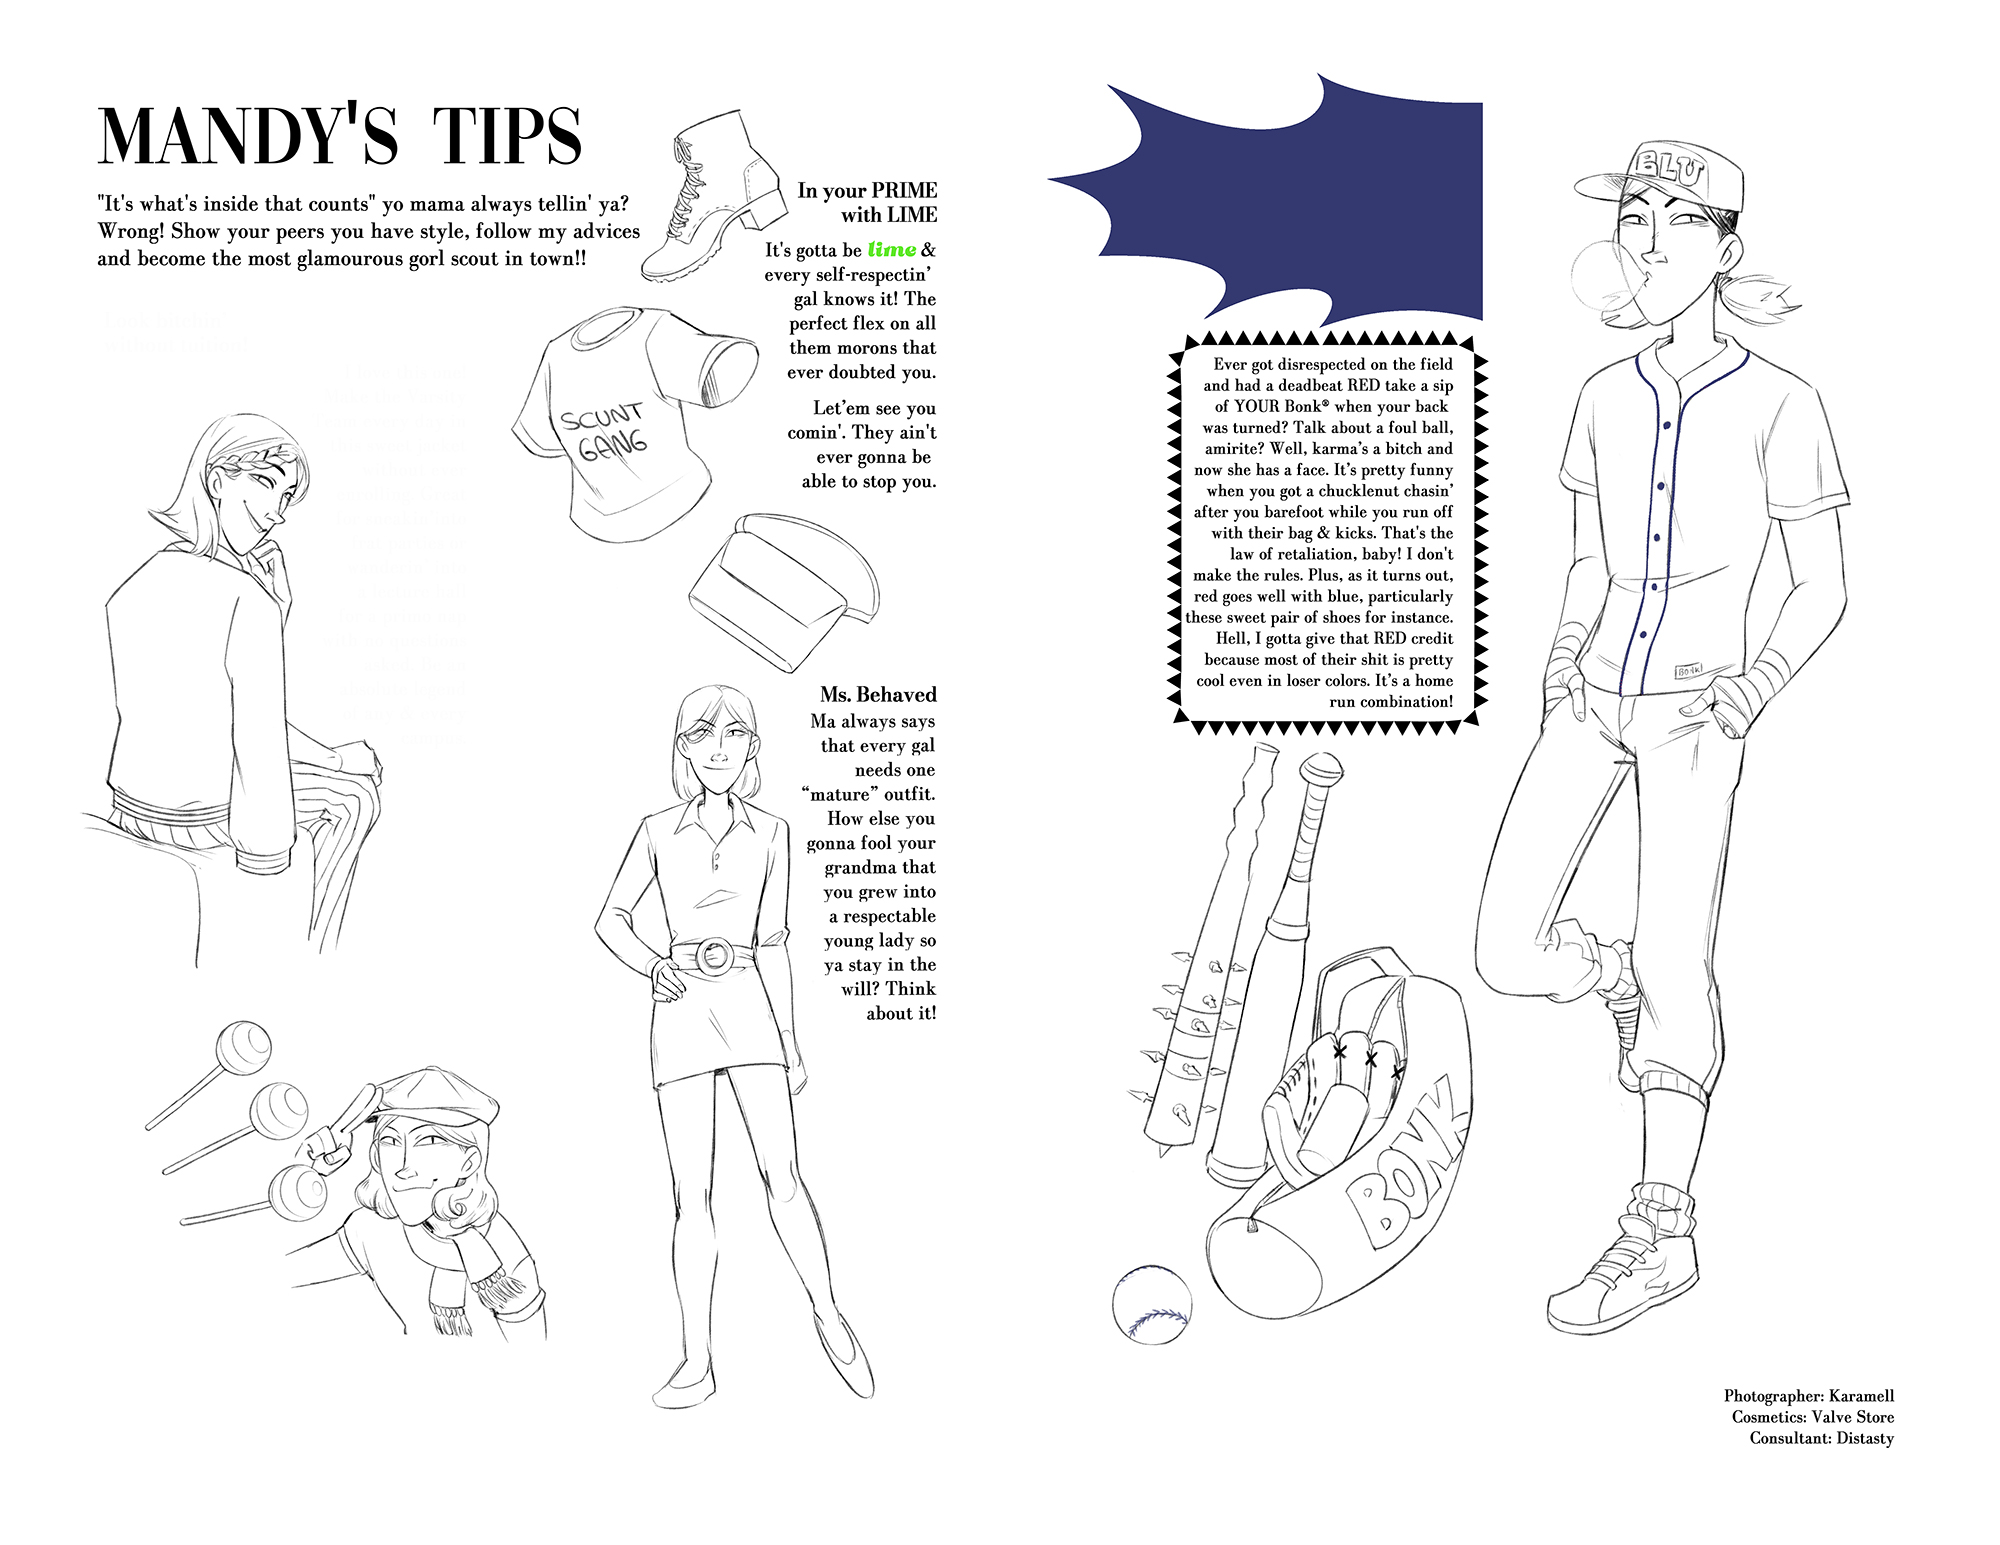 MANDY'S TIPS
"It's what's inside that counts" yo mama always tellin' ya?
Wrong! Show your peers you have style, follow my advices
and become the most glamourous gorl scout in town!!
In your PRIME
with LIME
It's gotta be lime &
every self-respectin’
gal knows it! The
perfect flex on all
them morons that
ever doubted you.
Let’em see you
comin'. They ain't
ever gonna be
able to stop you.
SCUNT
GANG
Ms. Behaved
Ma always says
that every gal
needs one
“mature” outfit.
How else you
gonna fool your
grandma that
you grew into
a respectable
young lady so
ya stay in the
will? Think
about it!
Ever got disrespected on the field
and had a deadbeat RED take a sip
of YOUR Bonk® when your back
was turned? Talk about a foul ball,
amirite? Well, karma’s a bitch and
now she has a face. It’s pretty funny
when you got a chucklenut chasin’
after you barefoot while you run off
with their bag & kicks. That's the
law of retaliation, baby! I don't
make the rules. Plus, as it turns out,
red goes well with blue, particularly
these sweet pair of shoes for instance.
Hell, I gotta give that RED credit
because most of their shit is pretty
cool even in loser colors. It’s a home
run combination!
BLU
BONK!
BONK
Photographer: Karamell
Cosmetics: Valve Store
Consultant: Distasty